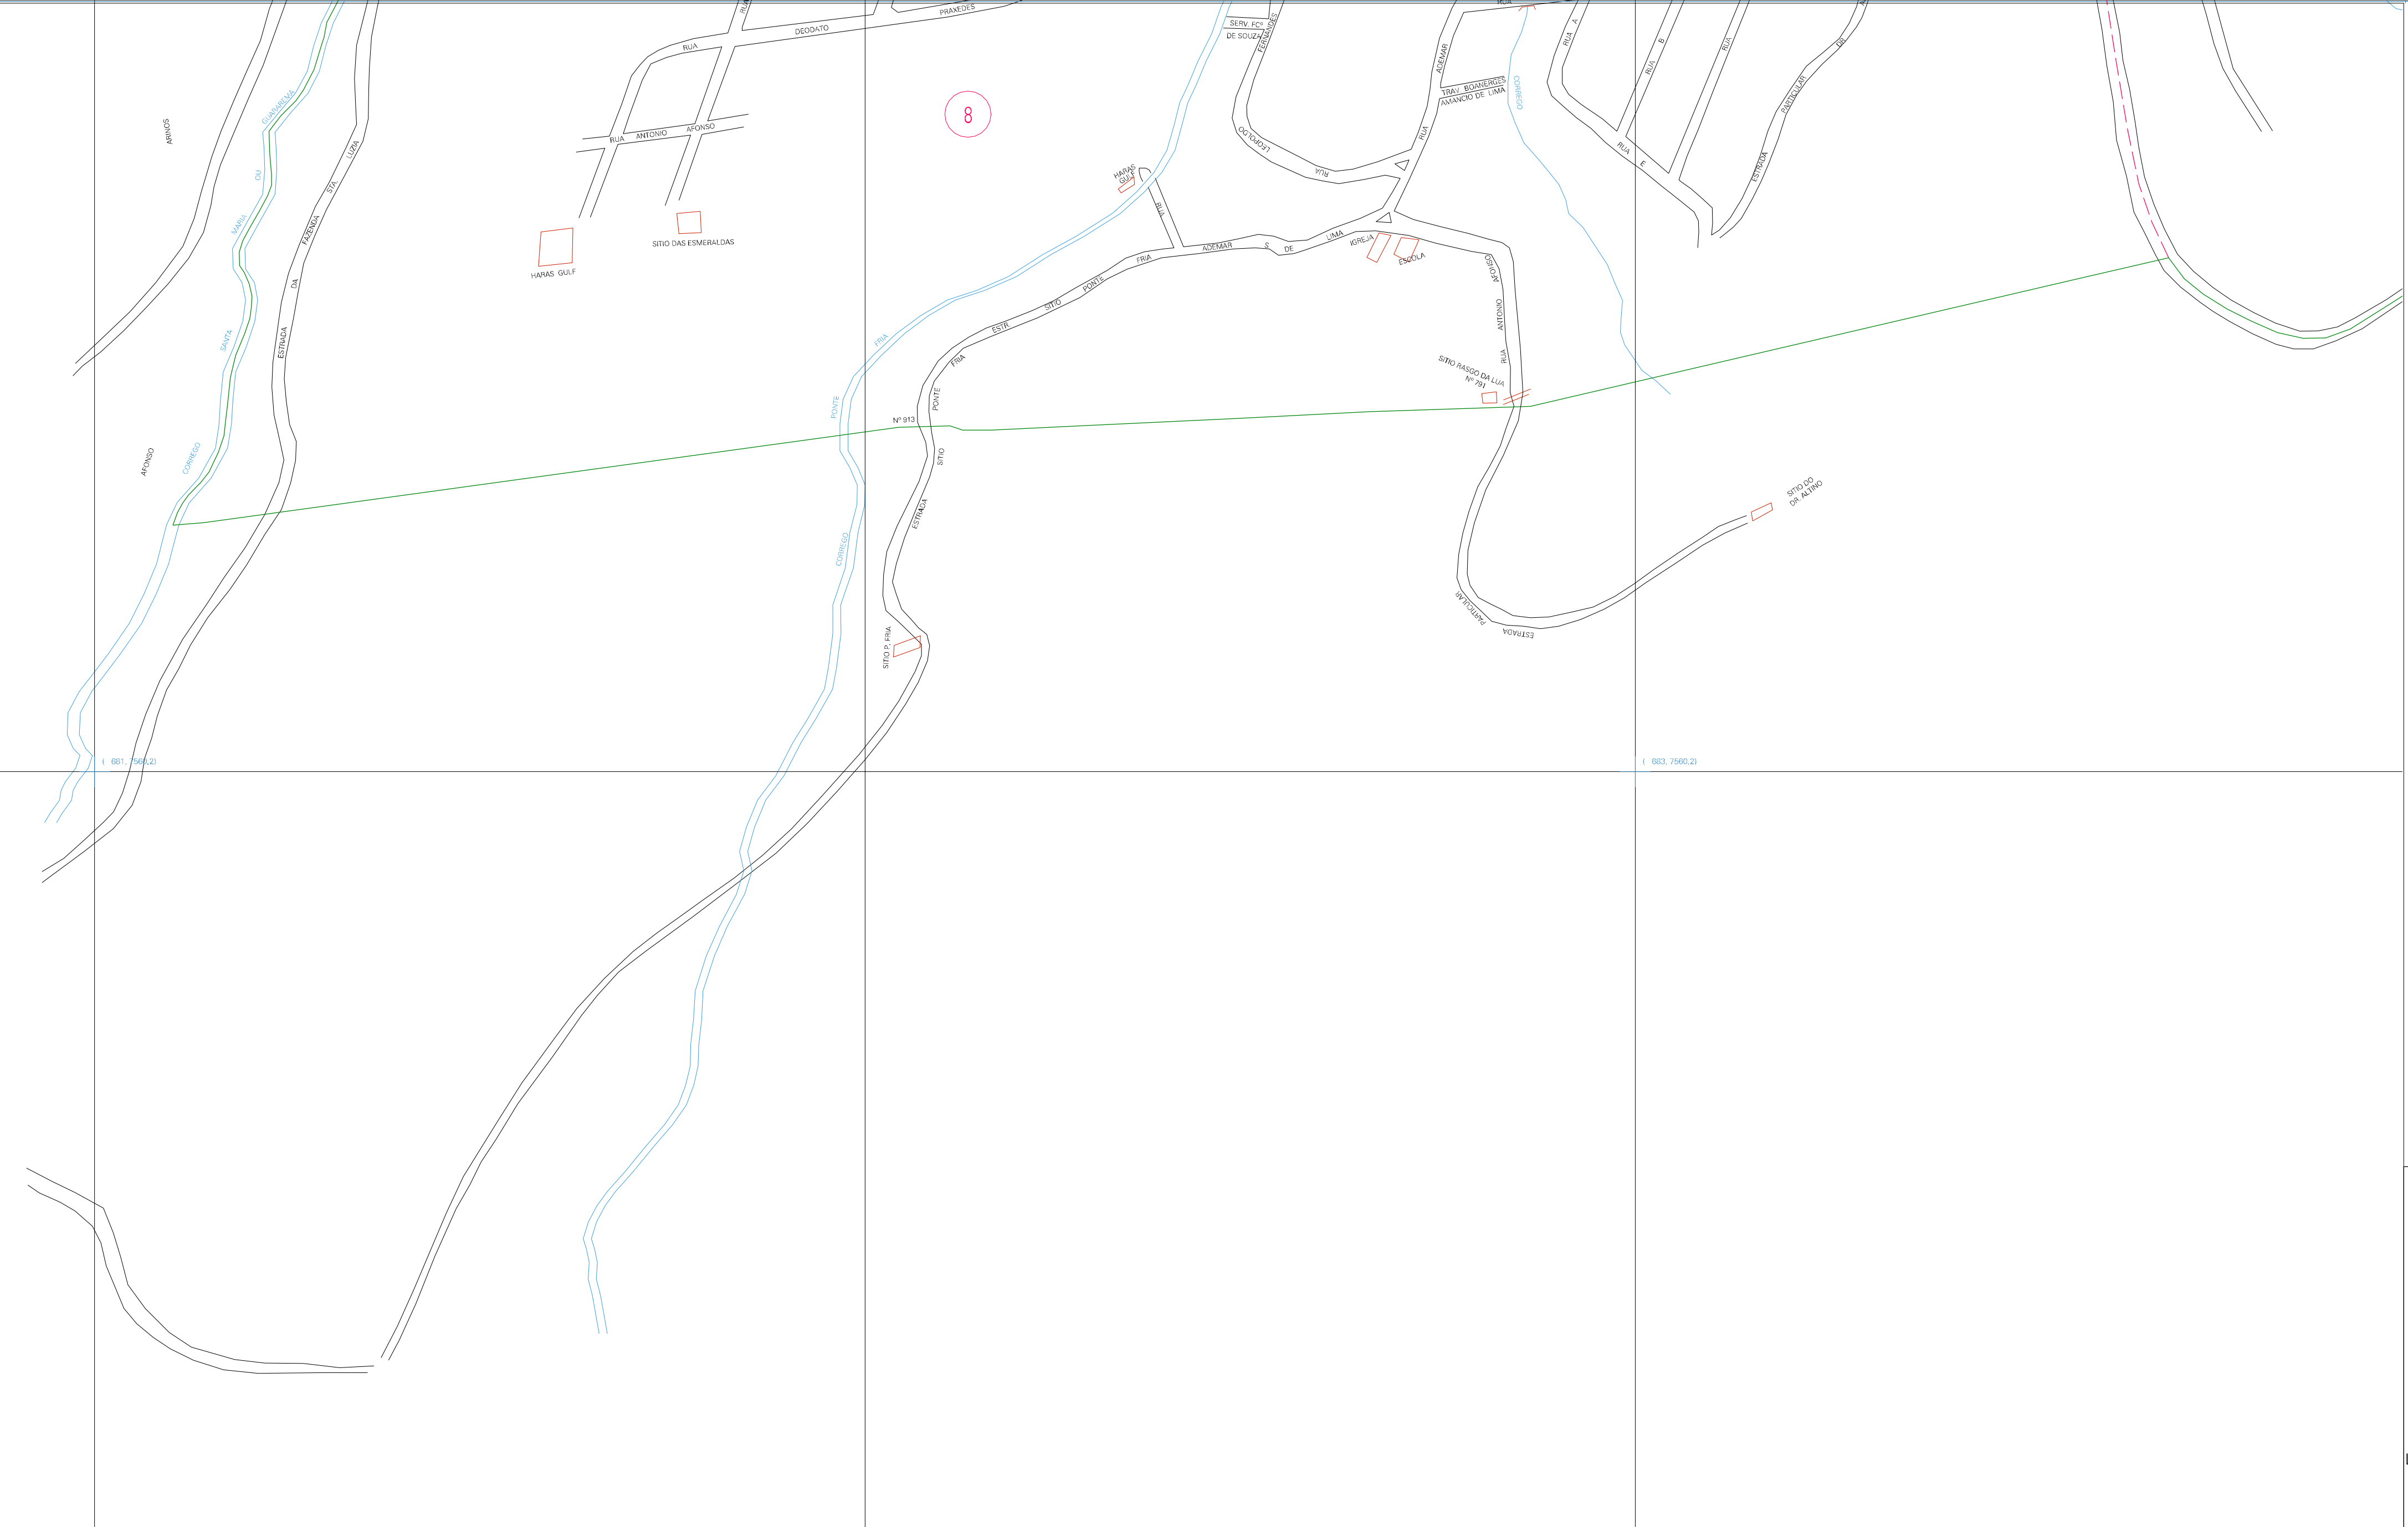 RUA
DEODATO
PRAXEDES
RUA
RUA ANTONIO AFONSO
8
SITIO DAS ESMERALDAS
HARAS GULF
ARINOS
AFONSO
CORREGO SANTA MARIA OU GUARAREMA
ESTRADA DA FAZENDA STA. LUZIA
SERV. FCº
DE SOUZA
RUA LEOPOLDO FERNANDES
RUA ADEMAR
RUA
TRAV. BOANERGES
AMANCIO DE LIMA
CORREGO
RUA A
RUA B
RUA
RUA E
ESTRADA PARTICULAR DR.
HARAS
GULF
RUA
ADEMAR S. DE LIMA
IGREJA
ESCOLA
ESTR. SITIO PONTE FRIA
CORREGO PONTE FRIA
ESTRADA SITIO PONTE FRIA
Nº 913
RUA ANTONIO AFONSO
SITIO RASGO DA LUA
Nº 791
SITIO DO
DR. ALTINO
ESTRADA PARTICULAR
SITIO P. FRIA
( 681, 7560,2)
( 683, 7560,2)